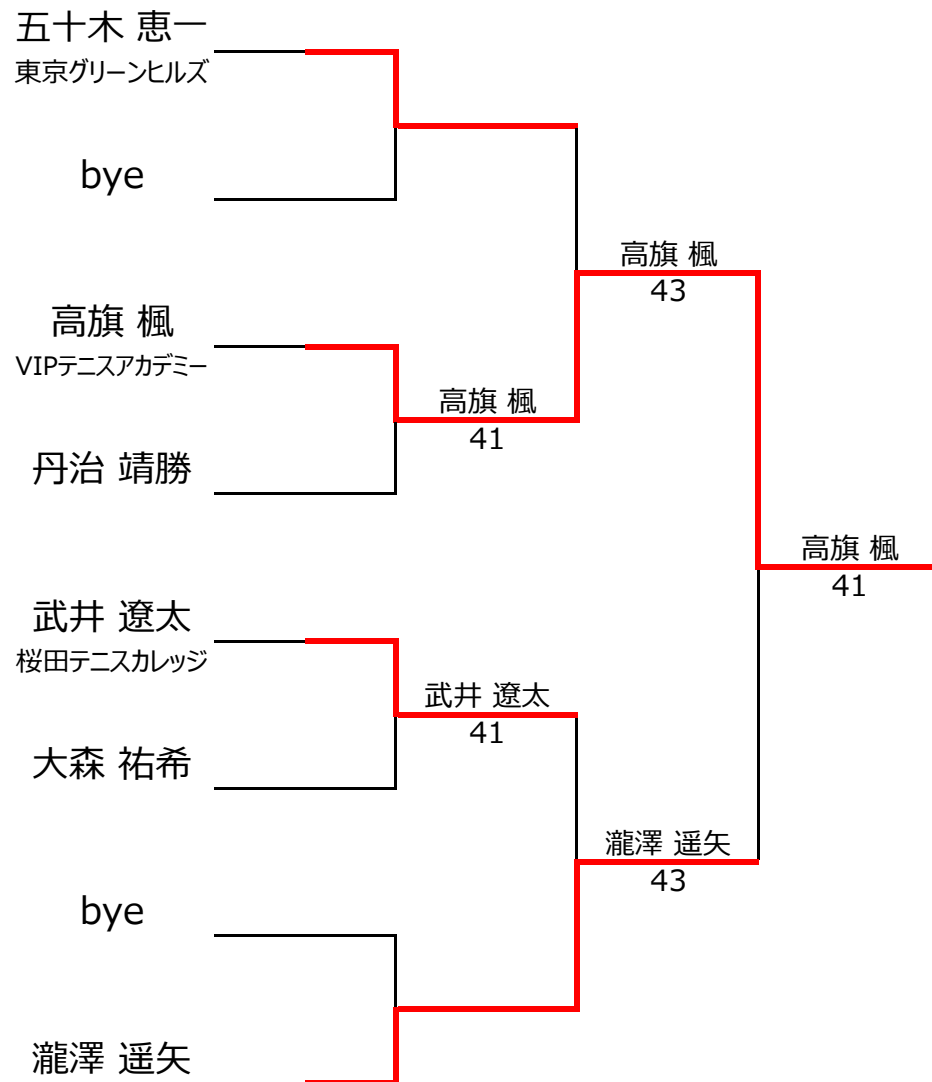 五十木 恵一
東京グリーンヒルズ
bye
高旗 楓
43
高旗 楓
VIPテニスアカデミー
高旗 楓
41
丹治 靖勝
高旗 楓
41
武井 遼太
桜田テニスカレッジ
武井 遼太
41
大森 祐希
瀧澤 遥矢
43
bye
瀧澤 遥矢